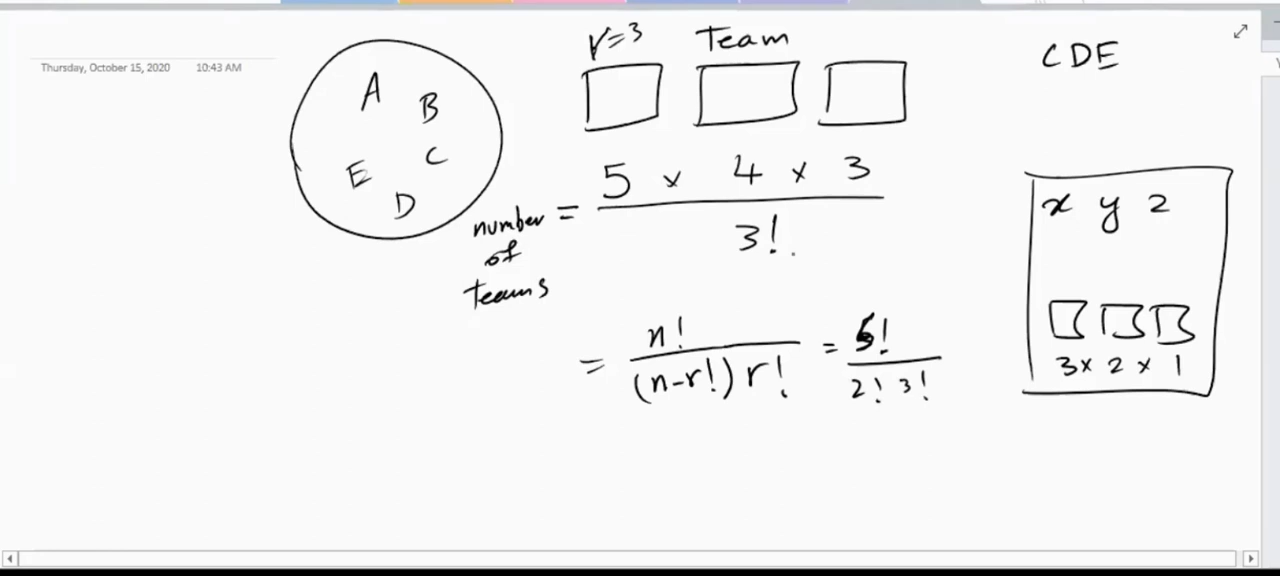 Thursday, October 15, 2020 10:43 AM
A
B
C
E
D
r=3 Team
5 x 4 x 3
3!
number of teams =
= n! / (n-r!) r! = 5! / 2! 3!
CDE
x y z
3 x 2 x 1